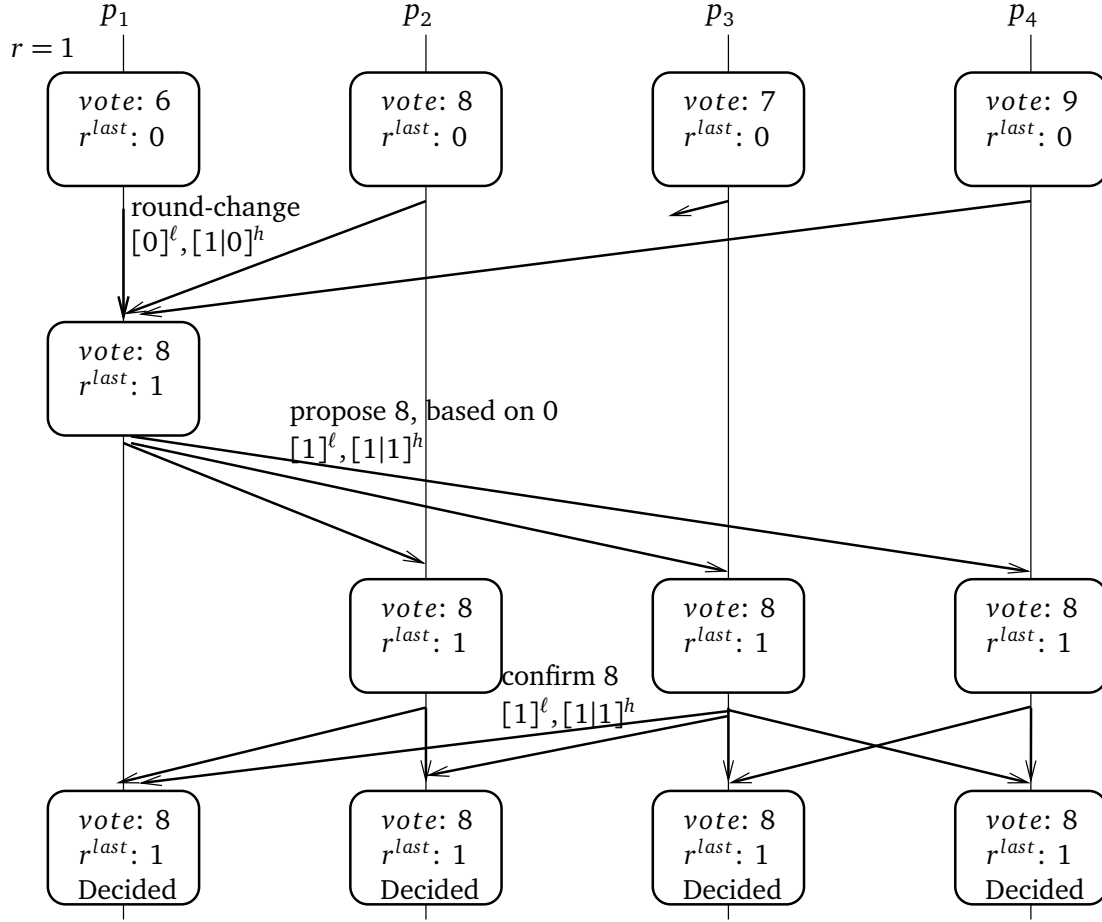 p₁ p₂ p₃ p₄
r = 1
vote: 6 vote: 8 vote: 7 vote: 9
r^last: 0 r^last: 0 r^last: 0 r^last: 0
round-change
[0]^ℓ, [1|0]^h
vote: 8
r^last: 1
propose 8, based on 0
[1]^ℓ, [1|1]^h
vote: 8 vote: 8 vote: 8
r^last: 1 r^last: 1 r^last: 1
confirm 8
[1]^ℓ, [1|1]^h
vote: 8 vote: 8 vote: 8 vote: 8
r^last: 1 r^last: 1 r^last: 1 r^last: 1
Decided Decided Decided Decided